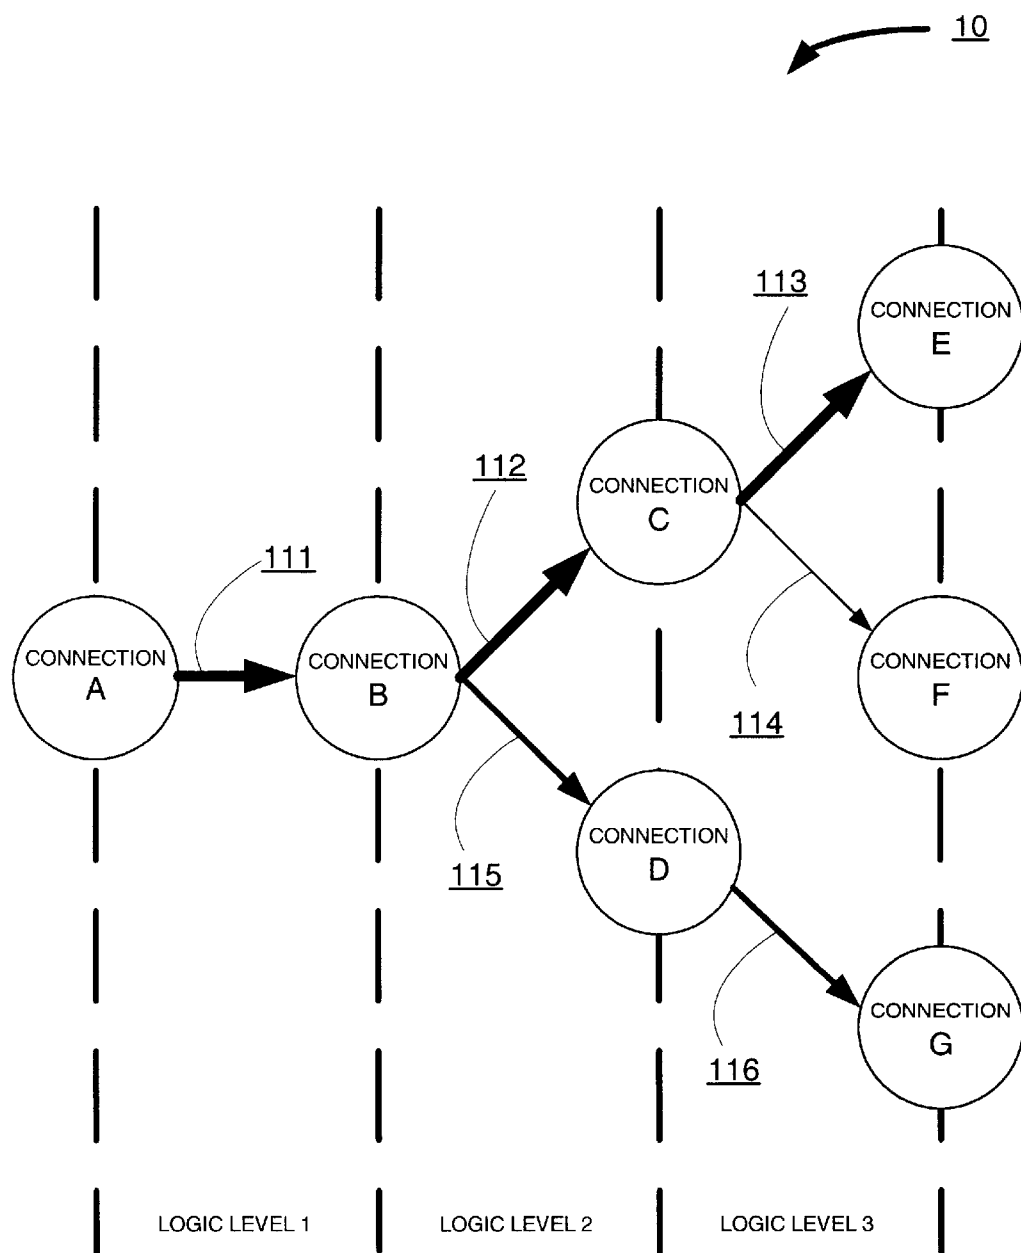 10
113
CONNECTION
E
112
CONNECTION
C
111
CONNECTION
A
CONNECTION
B
CONNECTION
F
114
115
CONNECTION
D
116
CONNECTION
G
LOGIC LEVEL 1
LOGIC LEVEL 2
LOGIC LEVEL 3